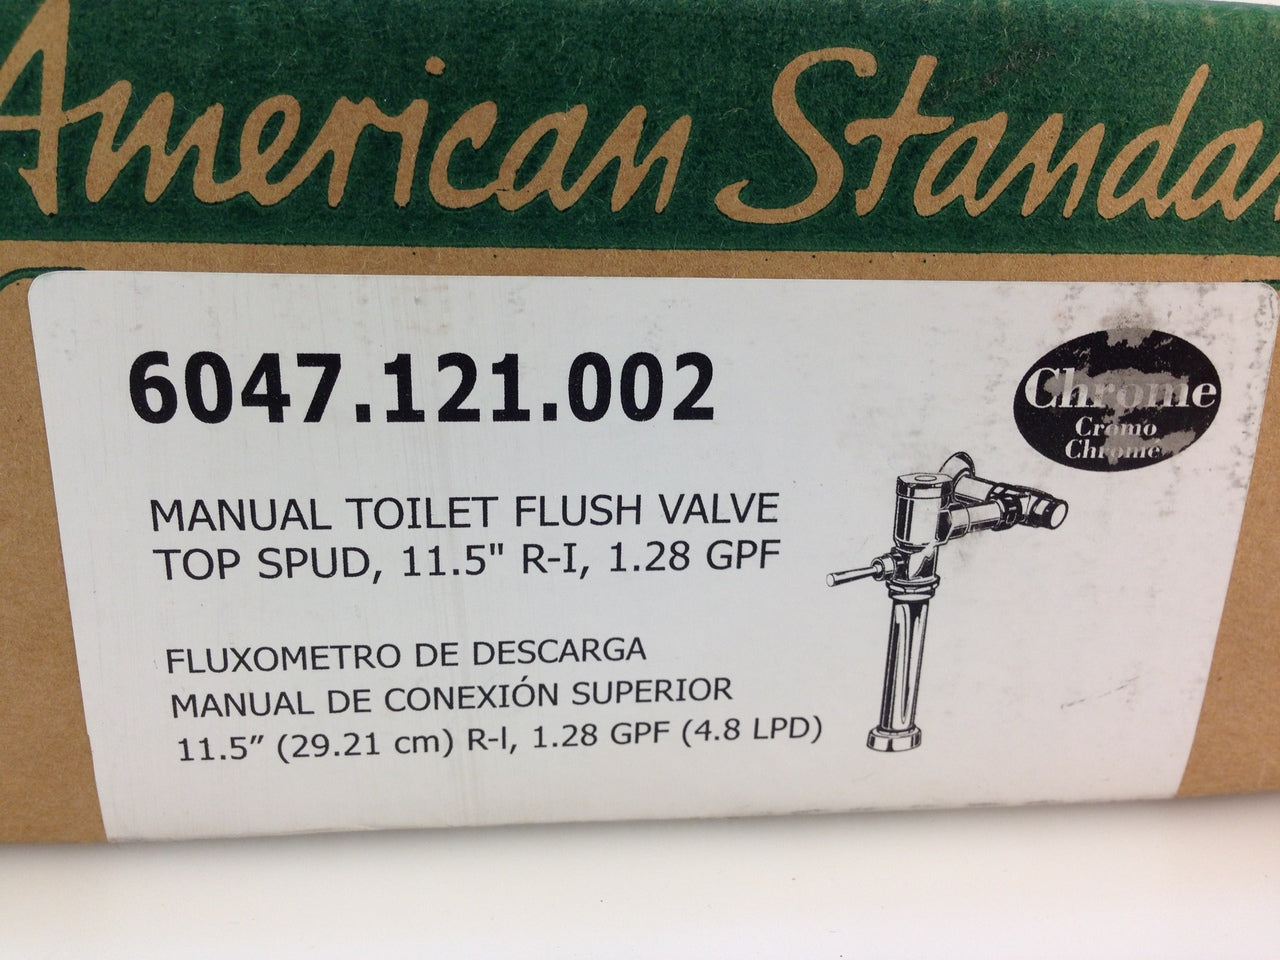 American Standar
6047.121.002
Chrome
Cromo
Chrome
MANUAL TOILET FLUSH VALVE
TOP SPUD, 11.5" R-I, 1.28 GPF
FLUXOMETRO DE DESCARGA
MANUAL DE CONEXIÓN SUPERIOR
11.5” (29.21 cm) R-I, 1.28 GPF (4.8 LPD)